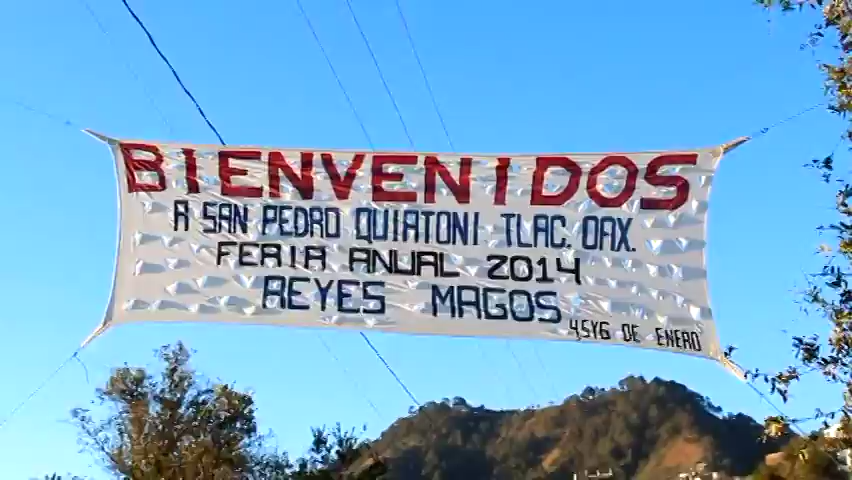 BIENVENIDOS
A SAN PEDRO QUIATONI TLAC. OAX.
FERIA ANUAL 2014
REYES MAGOS
4,5Y6 DE ENERO